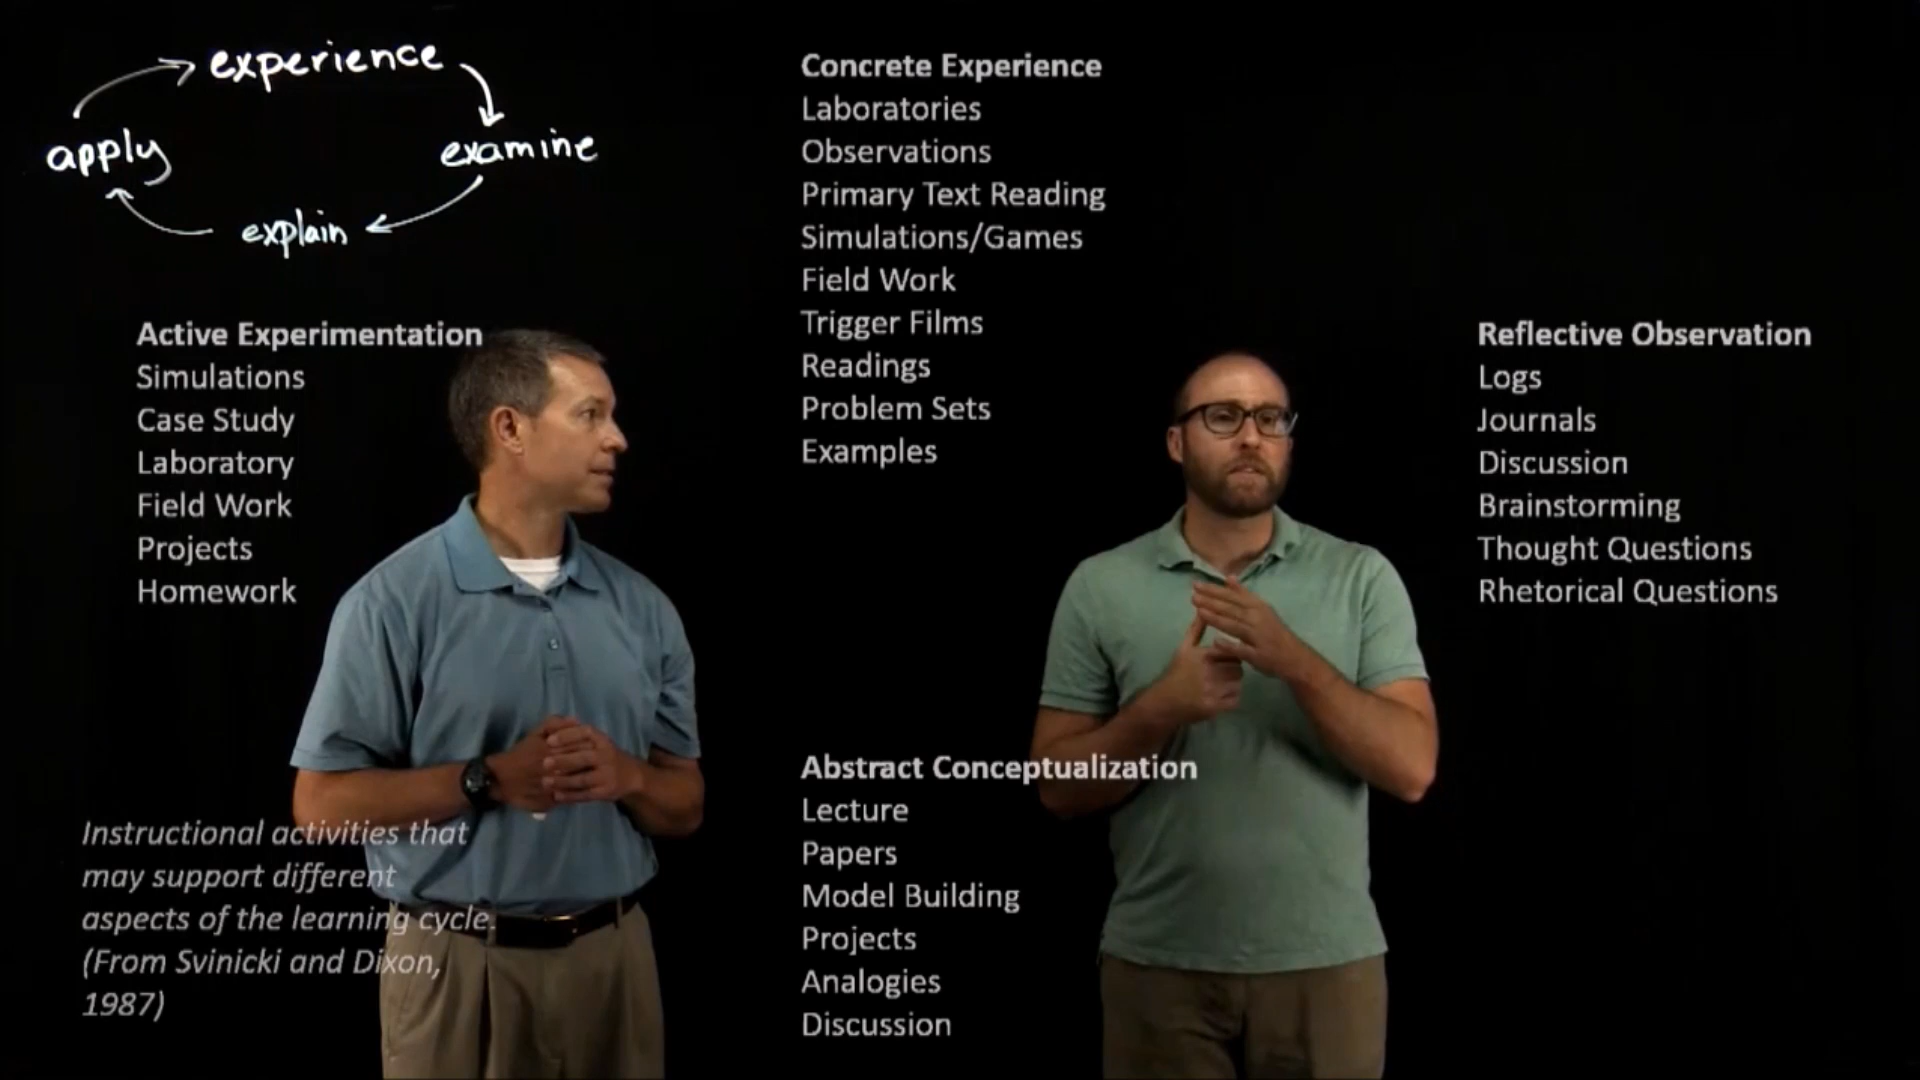 experience
apply
examine
explain
Concrete Experience
Laboratories
Observations
Primary Text Reading
Simulations/Games
Field Work
Trigger Films
Readings
Problem Sets
Examples
Active Experimentation
Simulations
Case Study
Laboratory
Field Work
Projects
Homework
Reflective Observation
Logs
Journals
Discussion
Brainstorming
Thought Questions
Rhetorical Questions
Abstract Conceptualization
Lecture
Papers
Model Building
Projects
Analogies
Discussion
Instructional activities that
may support different
aspects of the learning cycle.
(From Svinicki and Dixon,
1987)